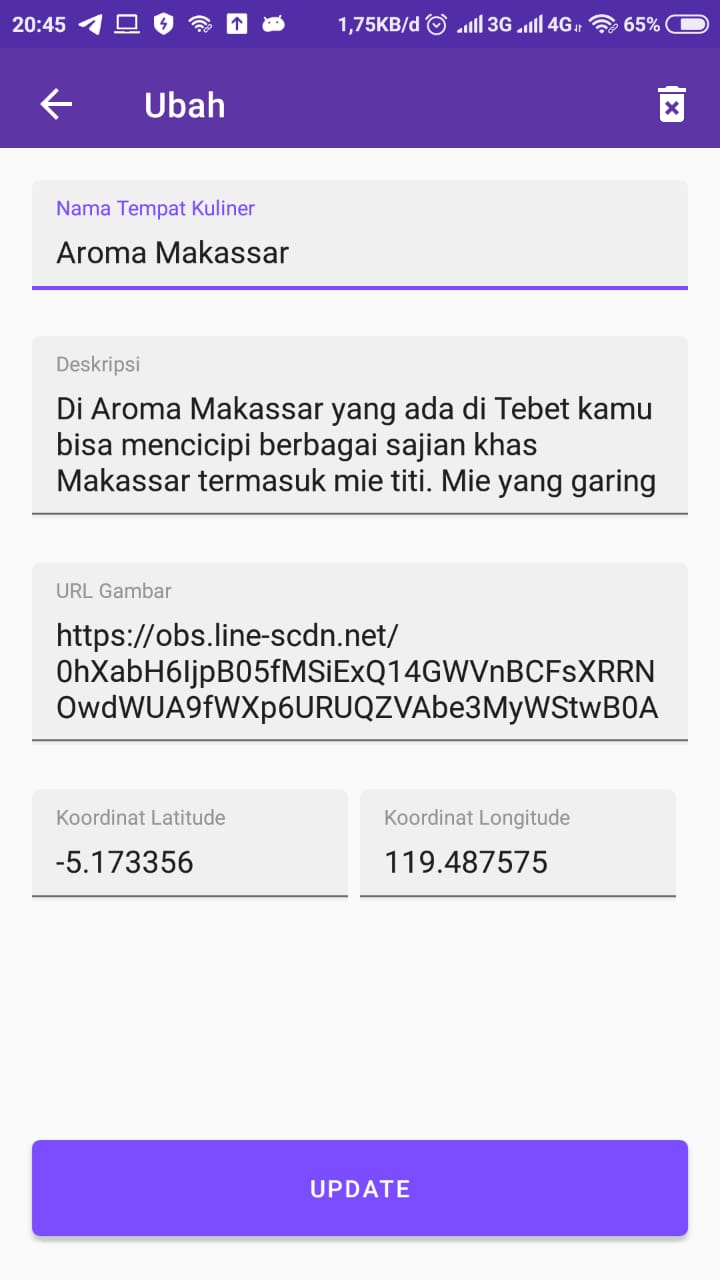 20:45 1,75KB/d 3G 4G 65%
Ubah
Nama Tempat Kuliner
Aroma Makassar
Deskripsi
Di Aroma Makassar yang ada di Tebet kamu
bisa mencicipi berbagai sajian khas
Makassar termasuk mie titi. Mie yang garing
URL Gambar
https://obs.line-scdn.net/
0hXabH6IjpB05fMSiExQ14GWVnBCFsXRRN
OwdWUA9fWXp6URUQZVAbe3MyWStwB0A
Koordinat Latitude Koordinat Longitude
-5.173356 119.487575
UPDATE